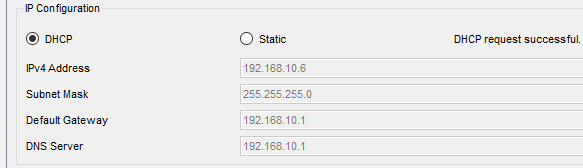 IP Configuration
DHCP Static DHCP request successful.
IPv4 Address 192.168.10.6
Subnet Mask 255.255.255.0
Default Gateway 192.168.10.1
DNS Server 192.168.10.1